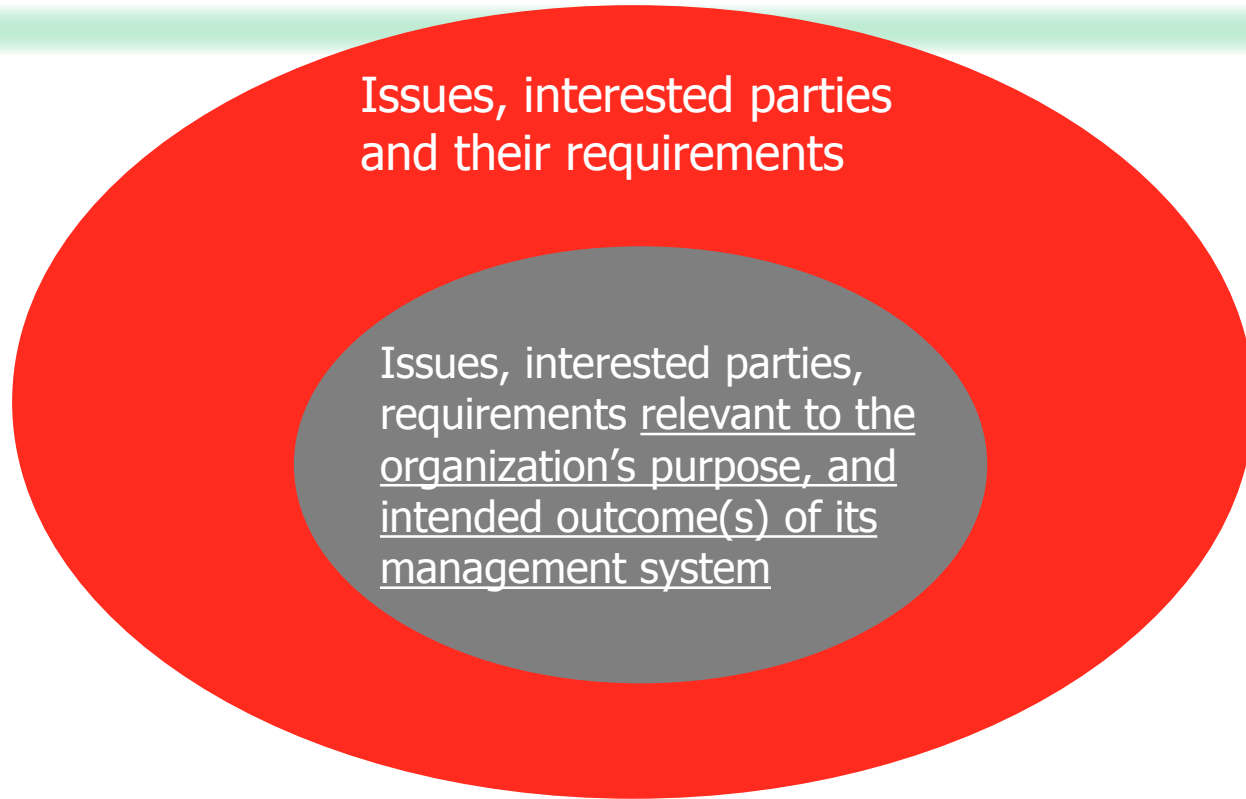 Issues, interested parties
and their requirements
Issues, interested parties,
requirements relevant to the
organization’s purpose, and
intended outcome(s) of its
management system